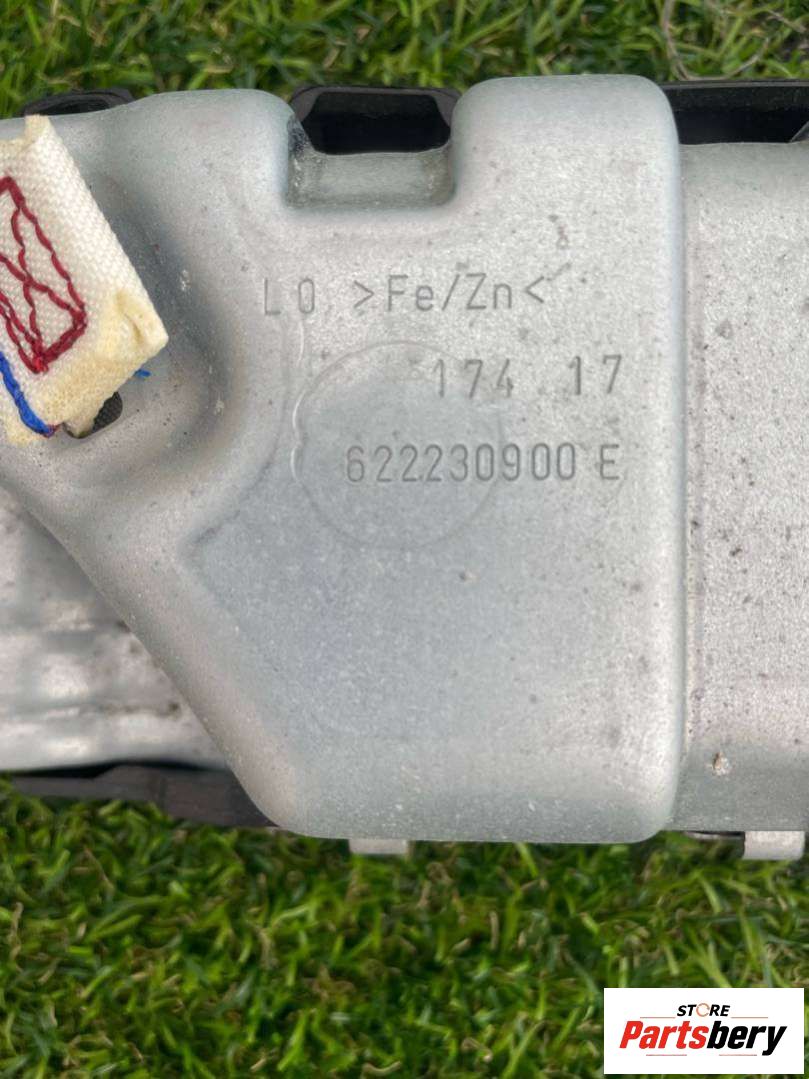 LO >Fe/Zn<
174 17
622230900 E
STORE
Partsbery